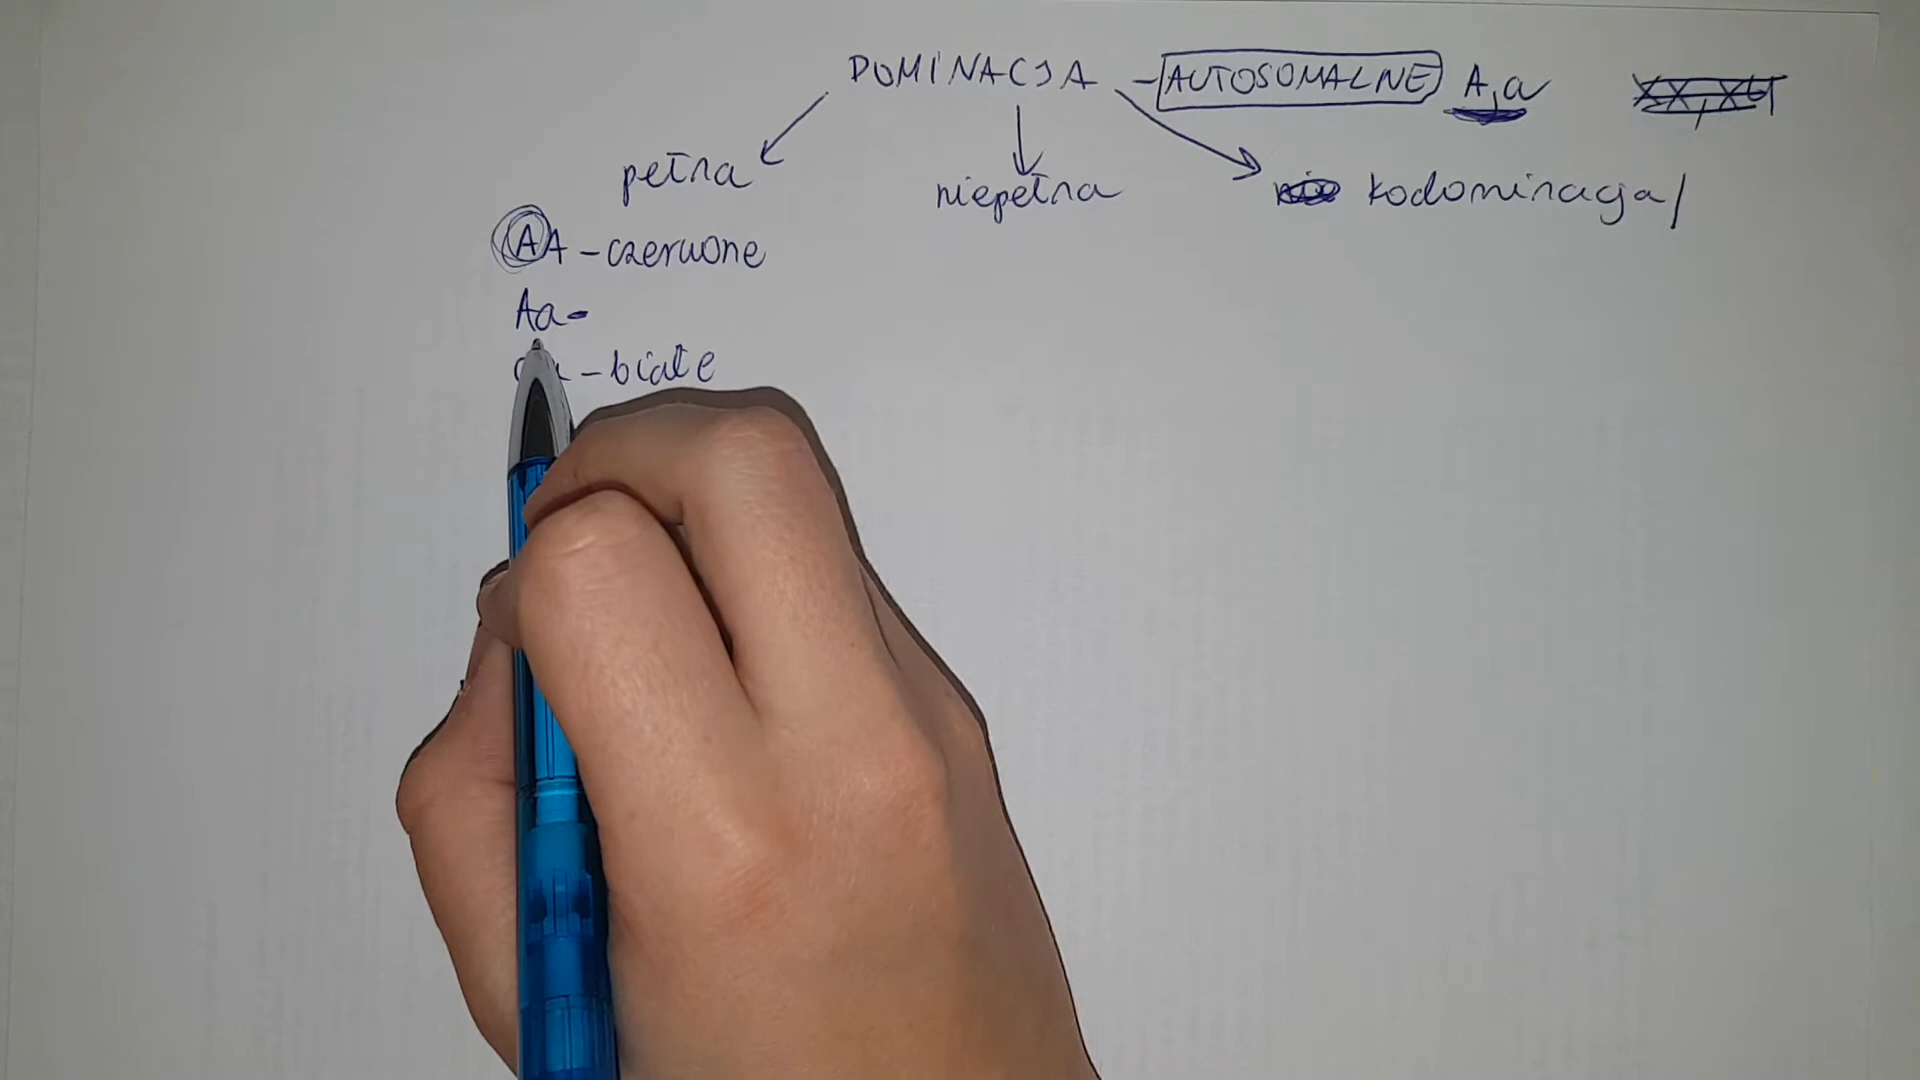 DOMINACJA - AUTOSOMALNE A,a
pełna niepełna kodominacja/
AA - czerwone
Aa -
- białe